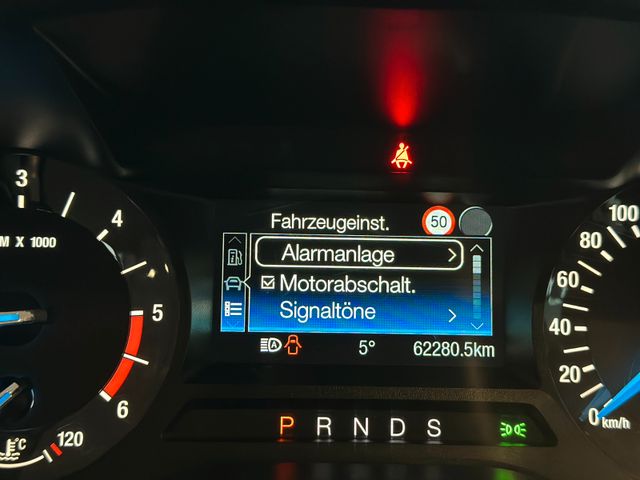 Fahrzeugeinst. 50
Alarmanlage
Motorabschalt.
Signaltöne
5° 62280.5km
P R N D S
3
4
M X 1000
5
6
120
°C
100
80
60
40
20
0
km/h